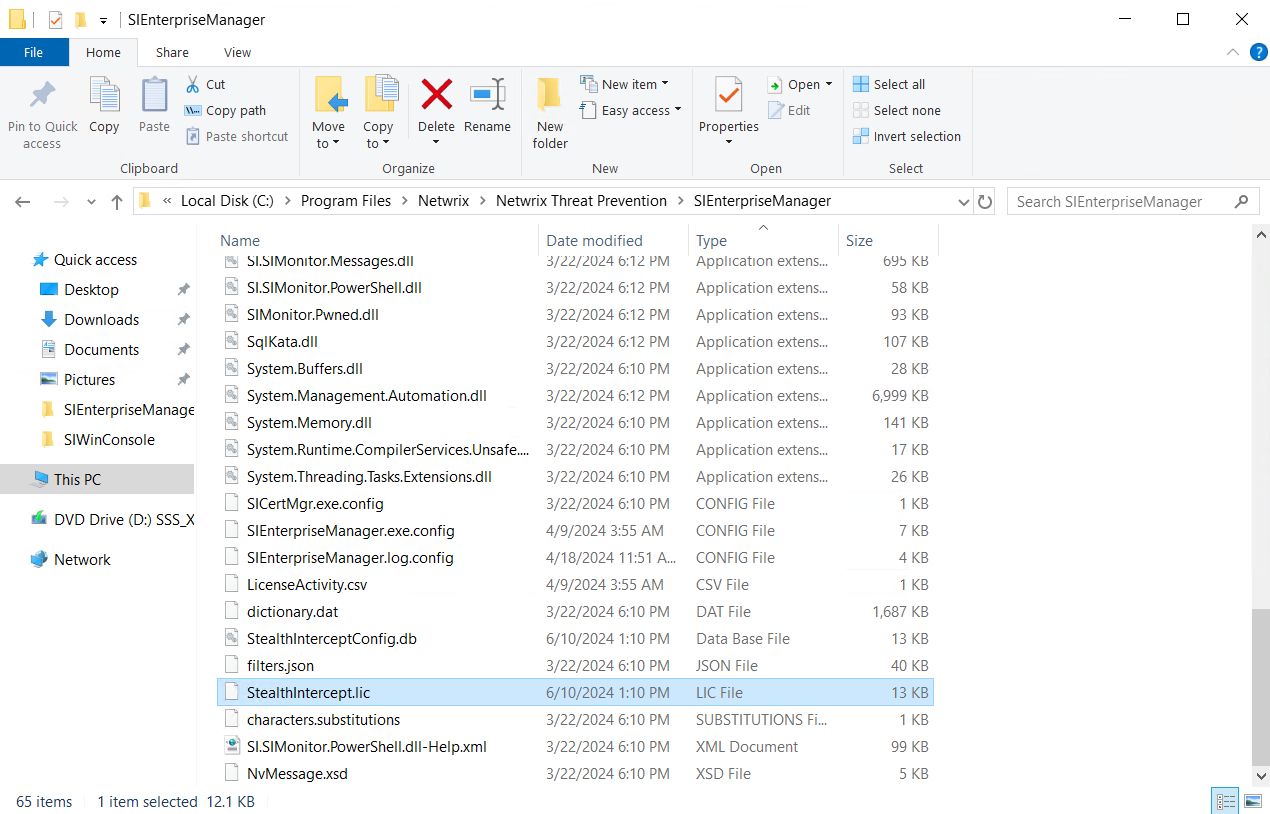 SIEnterpriseManager
File Home Share View
Pin to Quick access
Copy
Paste
Cut
Copy path
Paste shortcut
Clipboard
Move to
Copy to
Delete
Rename
Organize
New folder
New item
Easy access
New
Properties
Open
Edit
Open
Select all
Select none
Invert selection
Select
« Local Disk (C:) > Program Files > Netwrix > Netwrix Threat Prevention > SIEnterpriseManager
Search SIEnterpriseManager
Quick access
Desktop
Downloads
Documents
Pictures
SIEnterpriseManage
SIWinConsole
This PC
DVD Drive (D:) SSS_X
Network
Name Date modified Type Size
SI.SIMonitor.Messages.dll 3/22/2024 6:12 PM Application extens... 695 KB
SI.SIMonitor.PowerShell.dll 3/22/2024 6:12 PM Application extens... 58 KB
SIMonitor.Pwned.dll 3/22/2024 6:12 PM Application extens... 93 KB
SqlKata.dll 3/22/2024 6:12 PM Application extens... 107 KB
System.Buffers.dll 3/22/2024 6:10 PM Application extens... 28 KB
System.Management.Automation.dll 3/22/2024 6:12 PM Application extens... 6,999 KB
System.Memory.dll 3/22/2024 6:10 PM Application extens... 141 KB
System.Runtime.CompilerServices.Unsafe.... 3/22/2024 6:10 PM Application extens... 17 KB
System.Threading.Tasks.Extensions.dll 3/22/2024 6:10 PM Application extens... 26 KB
SICertMgr.exe.config 3/22/2024 6:10 PM CONFIG File 1 KB
SIEnterpriseManager.exe.config 4/9/2024 3:55 AM CONFIG File 7 KB
SIEnterpriseManager.log.config 4/18/2024 11:51 A... CONFIG File 4 KB
LicenseActivity.csv 4/9/2024 3:55 AM CSV File 1 KB
dictionary.dat 3/22/2024 6:10 PM DAT File 1,687 KB
StealthInterceptConfig.db 6/10/2024 1:10 PM Data Base File 13 KB
filters.json 3/22/2024 6:10 PM JSON File 40 KB
StealthIntercept.lic 6/10/2024 1:10 PM LIC File 13 KB
characters.substitutions 3/22/2024 6:10 PM SUBSTITUTIONS Fi... 1 KB
SI.SIMonitor.PowerShell.dll-Help.xml 3/22/2024 6:10 PM XML Document 99 KB
NvMessage.xsd 3/22/2024 6:10 PM XSD File 5 KB
65 items 1 item selected 12.1 KB